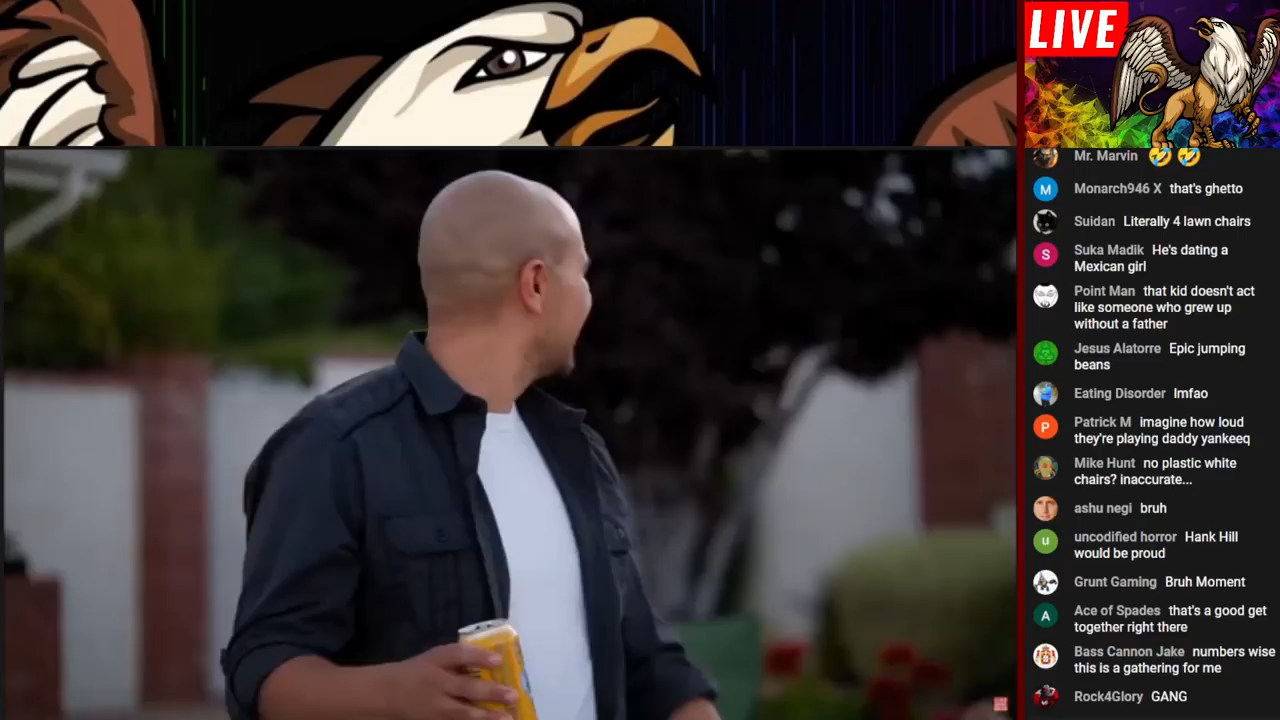 LIVE
Mr. Marvin 🤣 🤣
Monarch946 X that's ghetto
Suidan Literally 4 lawn chairs
Suka Madik He's dating a
Mexican girl
Point Man that kid doesn't act
like someone who grew up
without a father
Jesus Alatorre Epic jumping
beans
Eating Disorder lmfao
Patrick M imagine how loud
they're playing daddy yankeeq
Mike Hunt no plastic white
chairs? inaccurate...
ashu negi bruh
uncodified horror Hank Hill
would be proud
Grunt Gaming Bruh Moment
Ace of Spades that's a good get
together right there
Bass Cannon Jake numbers wise
this is a gathering for me
Rock4Glory GANG